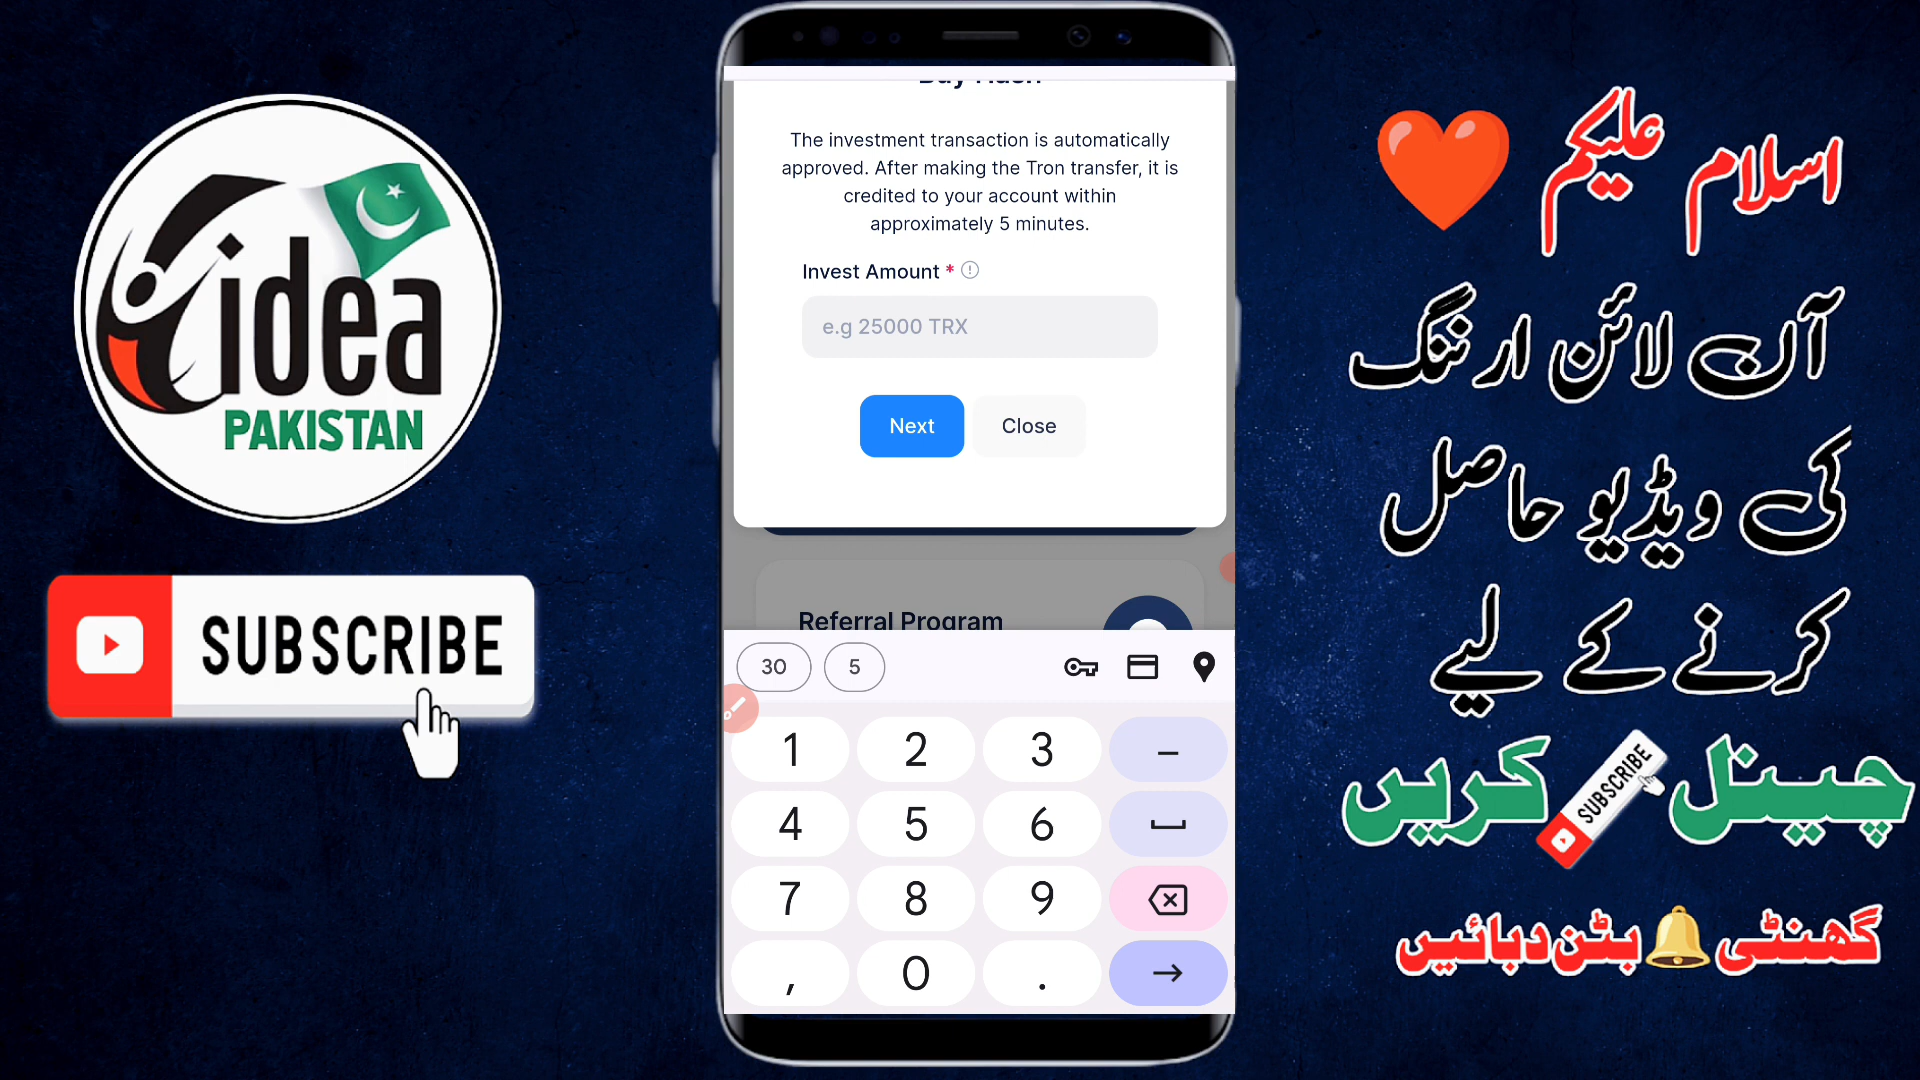 idea
PAKISTAN
SUBSCRIBE
The investment transaction is automatically
approved. After making the Tron transfer, it is
credited to your account within
approximately 5 minutes.
Invest Amount *
e.g 25000 TRX
Next
Close
Referral Program
30
5
1 2 3 –
4 5 6
7 8 9
, 0 .
اسلام علیکم
آن لائن ارننگ
کی ویڈیو حاصل
کرنے کے لیے
چینل SUBSCRIBE کریں
گھنٹی بٹن دبائیں